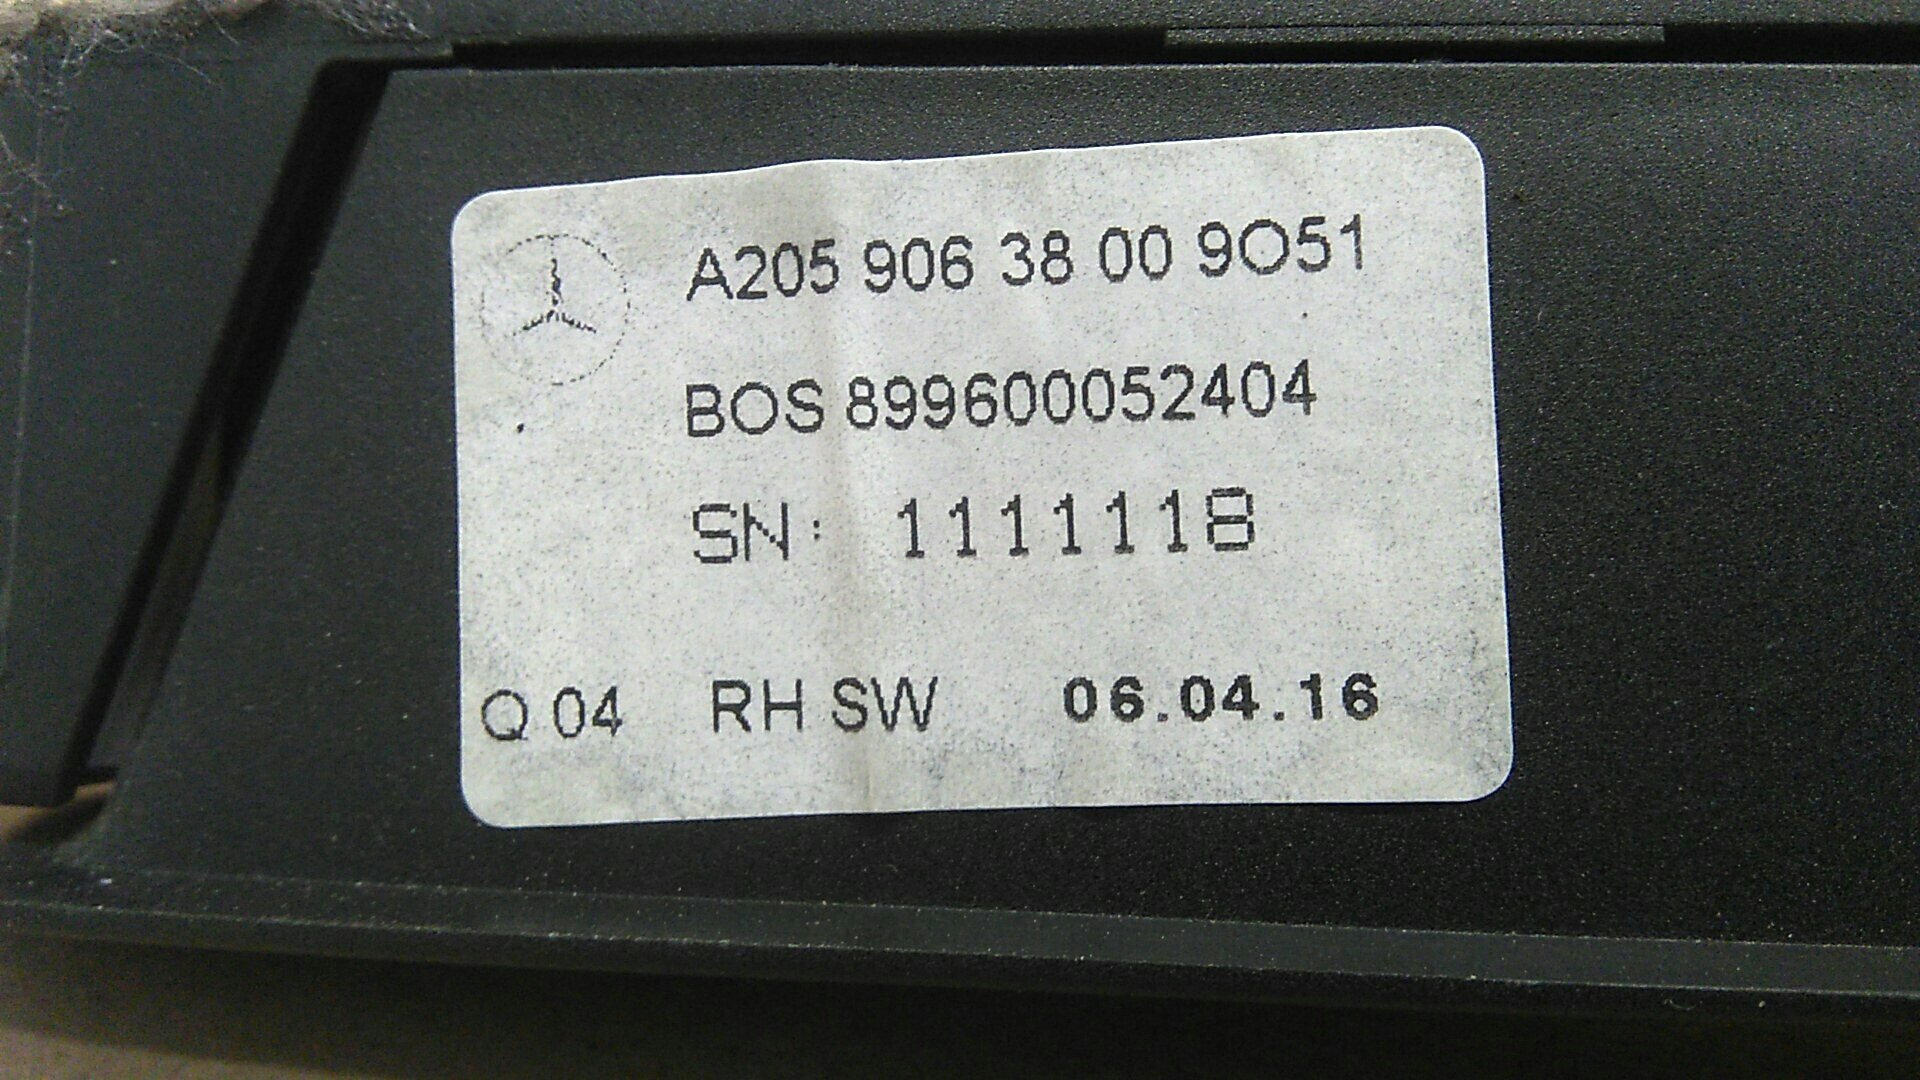 A205 906 38 00 9O51
BOS 899600052404
SN: 1111118
Q 04 RH SW 06.04.16